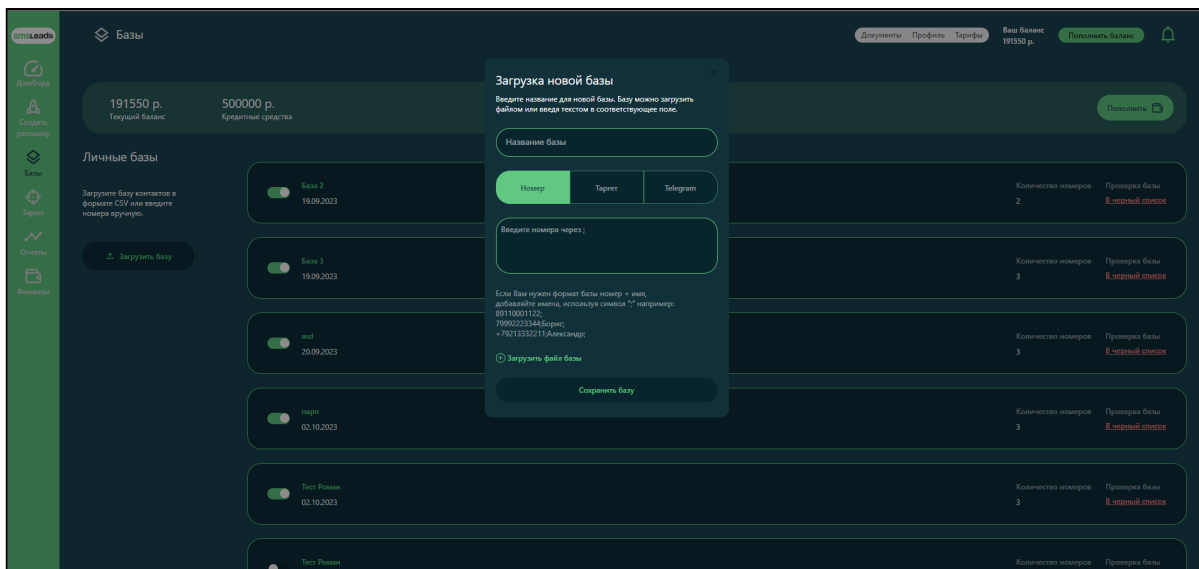 smsLeads
Базы
Документы Профиль Тарифы
Ваш баланс
191550 р.
Пополнить баланс
Дашборд
Создать
рассылку
Базы
Таргет
Отчеты
Финансы
191550 р.
Текущий баланс
500000 р.
Кредитные средства
Пополнить
Личные базы
Загрузите базу контактов в
формате CSV или введите
номера вручную.
Загрузить базу
Загрузка новой базы
Введите название для новой базы. Базу можно загрузить
файлом или введя текстом в соответствующее поле.
Название базы
Номер Таргет Telegram
Введите номера через ;
Если Вам нужен формат базы номер + имя,
добавляйте имена, используя символ ";" например:
89110001122;
79992223344;Борис;
+79213332211;Александр;
Загрузить файл базы
Сохранить базу
База 2
19.09.2023
Количество номеров
2
Проверка базы
В черный список
База 3
19.09.2023
Количество номеров
3
Проверка базы
В черный список
asd
20.09.2023
Количество номеров
3
Проверка базы
В черный список
парп
02.10.2023
Количество номеров
3
Проверка базы
В черный список
Тест Роман
02.10.2023
Количество номеров
3
Проверка базы
В черный список
Тест Роман
Количество номеров
Проверка базы